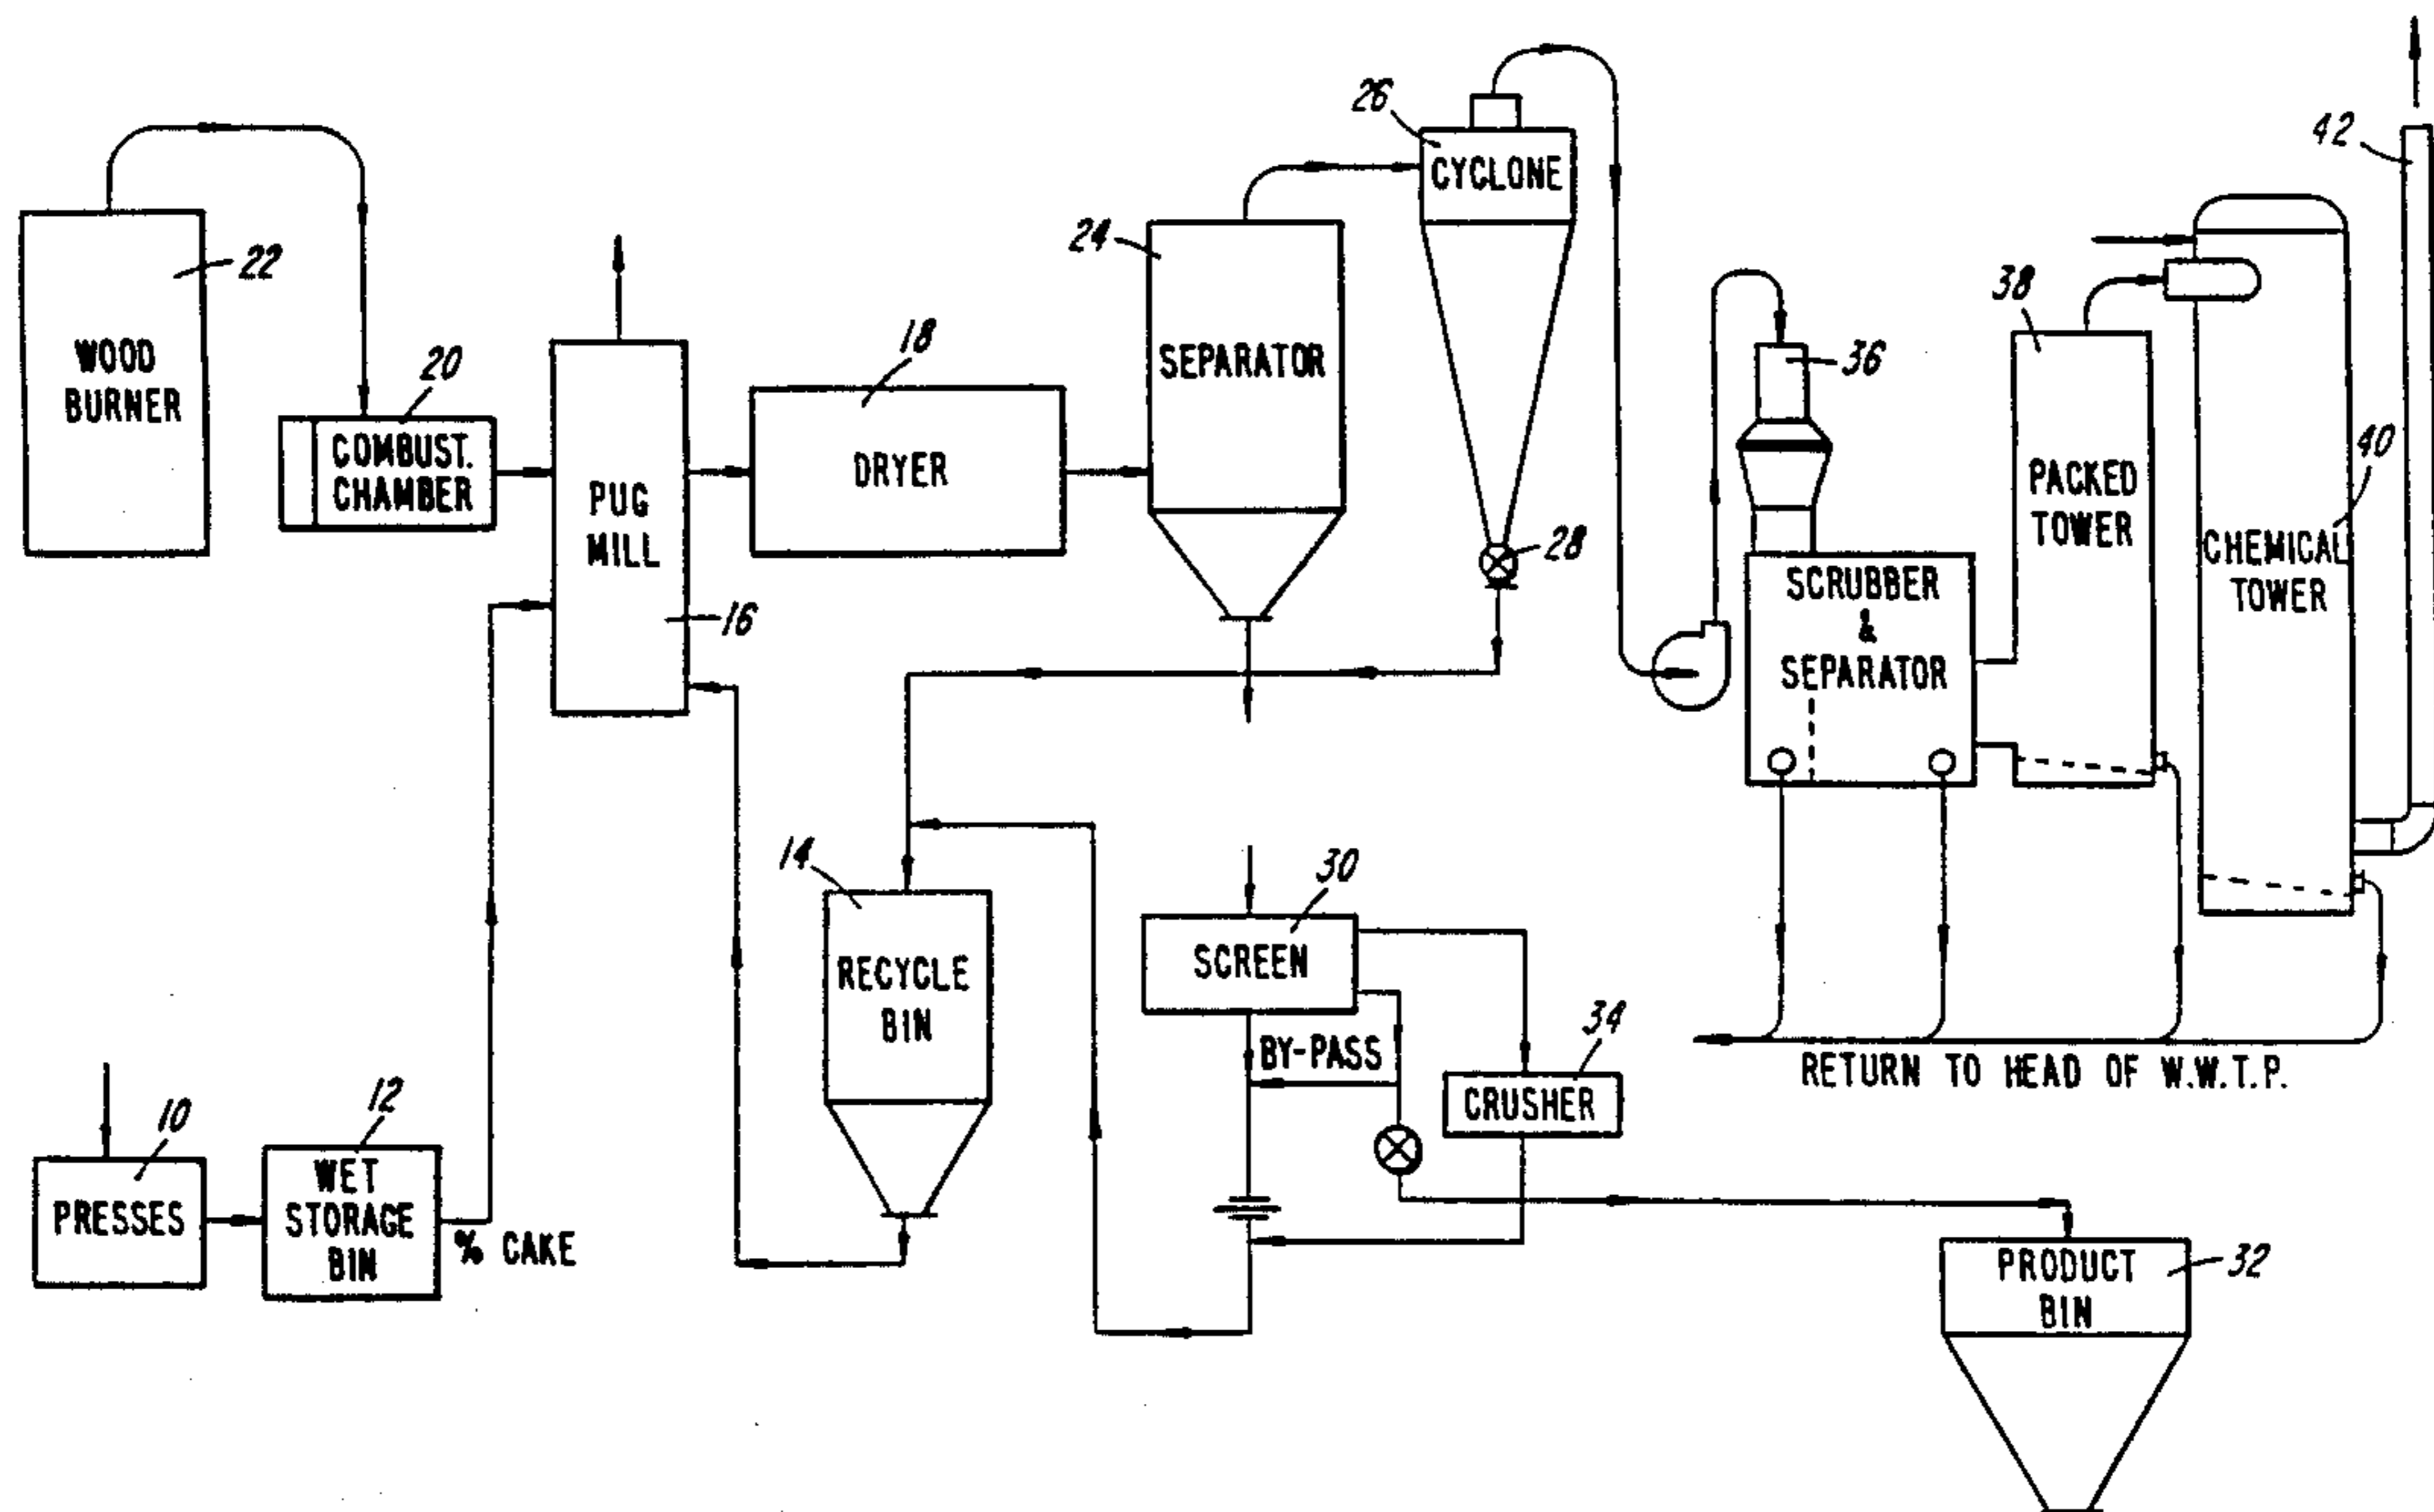 26
CYCLONE
42
22
WOOD
BURNER
24
SEPARATOR
18
DRYER
20
COMBUST.
CHAMBER
PUG
MILL
16
28
36
38
PACKED
TOWER
40
CHEMICAL
TOWER
SCRUBBER
&
SEPARATOR
14
RECYCLE
BIN
30
SCREEN
BY-PASS
34
CRUSHER
RETURN TO HEAD OF W.W.T.P.
10
PRESSES
12
WET
STORAGE
BIN
% CAKE
PRODUCT
BIN
32